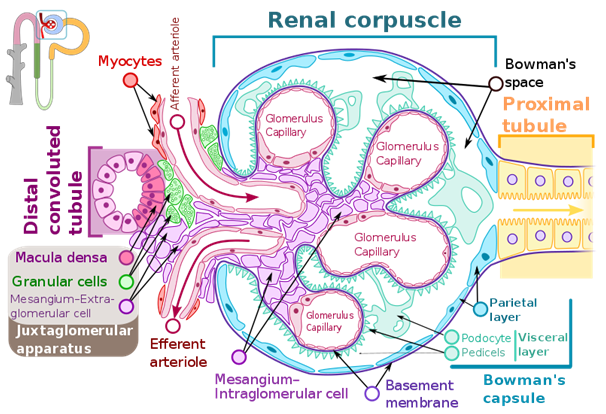 Renal corpuscle
Myocytes
Afferent arteriole
Bowman's
space
Proximal
tubule
Glomerulus
Capillary
Glomerulus
Capillary
Glomerulus
Capillary
Glomerulus
Capillary
Distal
convoluted
tubule
Macula densa
Granular cells
Mesangium–Extra-
glomerular cell
Juxtaglomerular
apparatus
Efferent
arteriole
Mesangium–
Intraglomerular cell
Basement
membrane
Parietal
layer
Podocyte
Pedicels
Visceral
layer
Bowman's
capsule